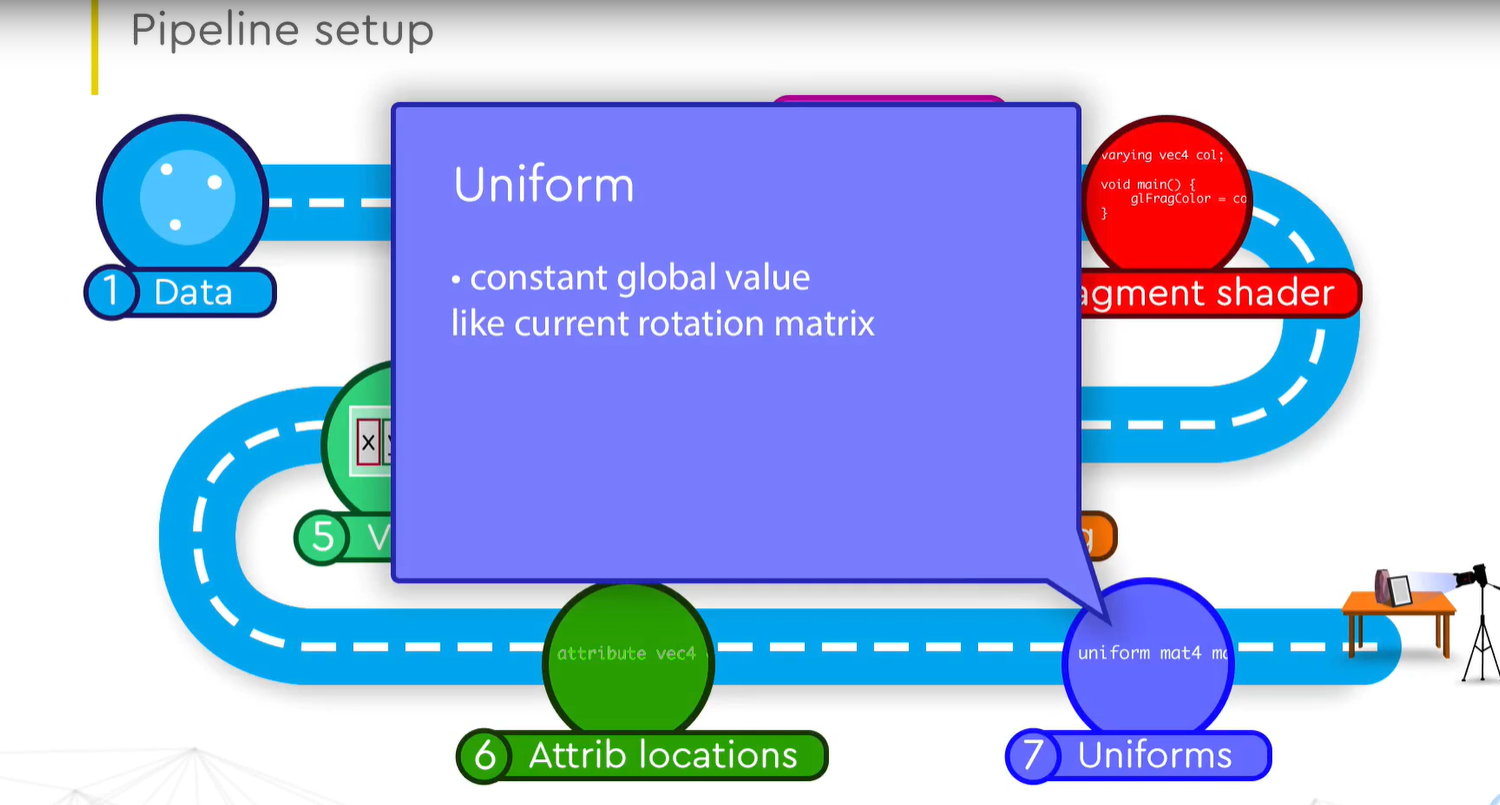 Pipeline setup
varying vec4 col;
void main() {
glFragColor = co
}
Uniform
• constant global value
like current rotation matrix
1 Data
agment shader
x
5 V
g
attribute vec4
uniform mat4 mo
6 Attrib locations
7 Uniforms